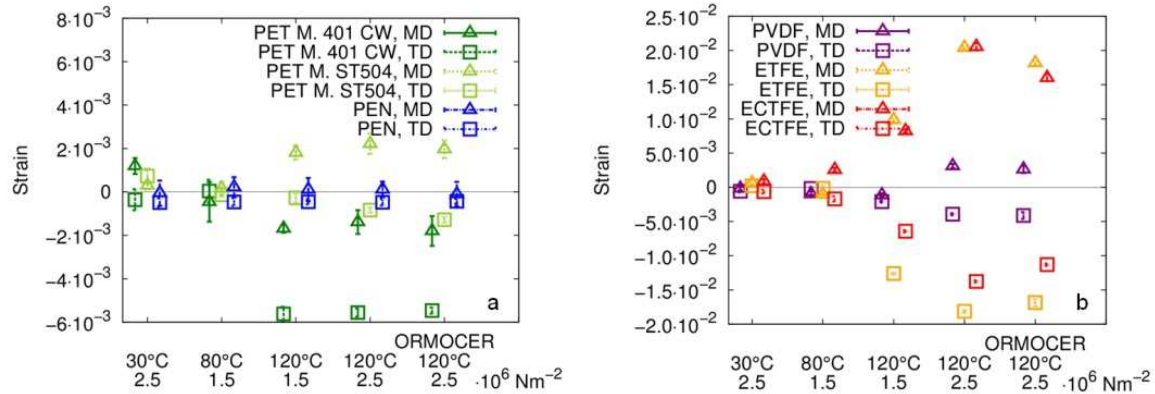 8·10⁻³
6·10⁻³
4·10⁻³
2·10⁻³
0
−2·10⁻³
−4·10⁻³
−6·10⁻³
Strain
PET M. 401 CW, MD
PET M. 401 CW, TD
PET M. ST504, MD
PET M. ST504, TD
PEN, MD
PEN, TD
a
ORMOCER
30°C 80°C 120°C 120°C 120°C
2.5 1.5 1.5 2.5 2.5 ·10⁶ Nm⁻²
2.5·10⁻²
2.0·10⁻²
1.5·10⁻²
1.0·10⁻²
5.0·10⁻³
0
−5.0·10⁻³
−1.0·10⁻²
−1.5·10⁻²
−2.0·10⁻²
Strain
PVDF, MD
PVDF, TD
ETFE, MD
ETFE, TD
ECTFE, MD
ECTFE, TD
b
ORMOCER
30°C 80°C 120°C 120°C 120°C
2.5 1.5 1.5 2.5 2.5 ·10⁶ Nm⁻²